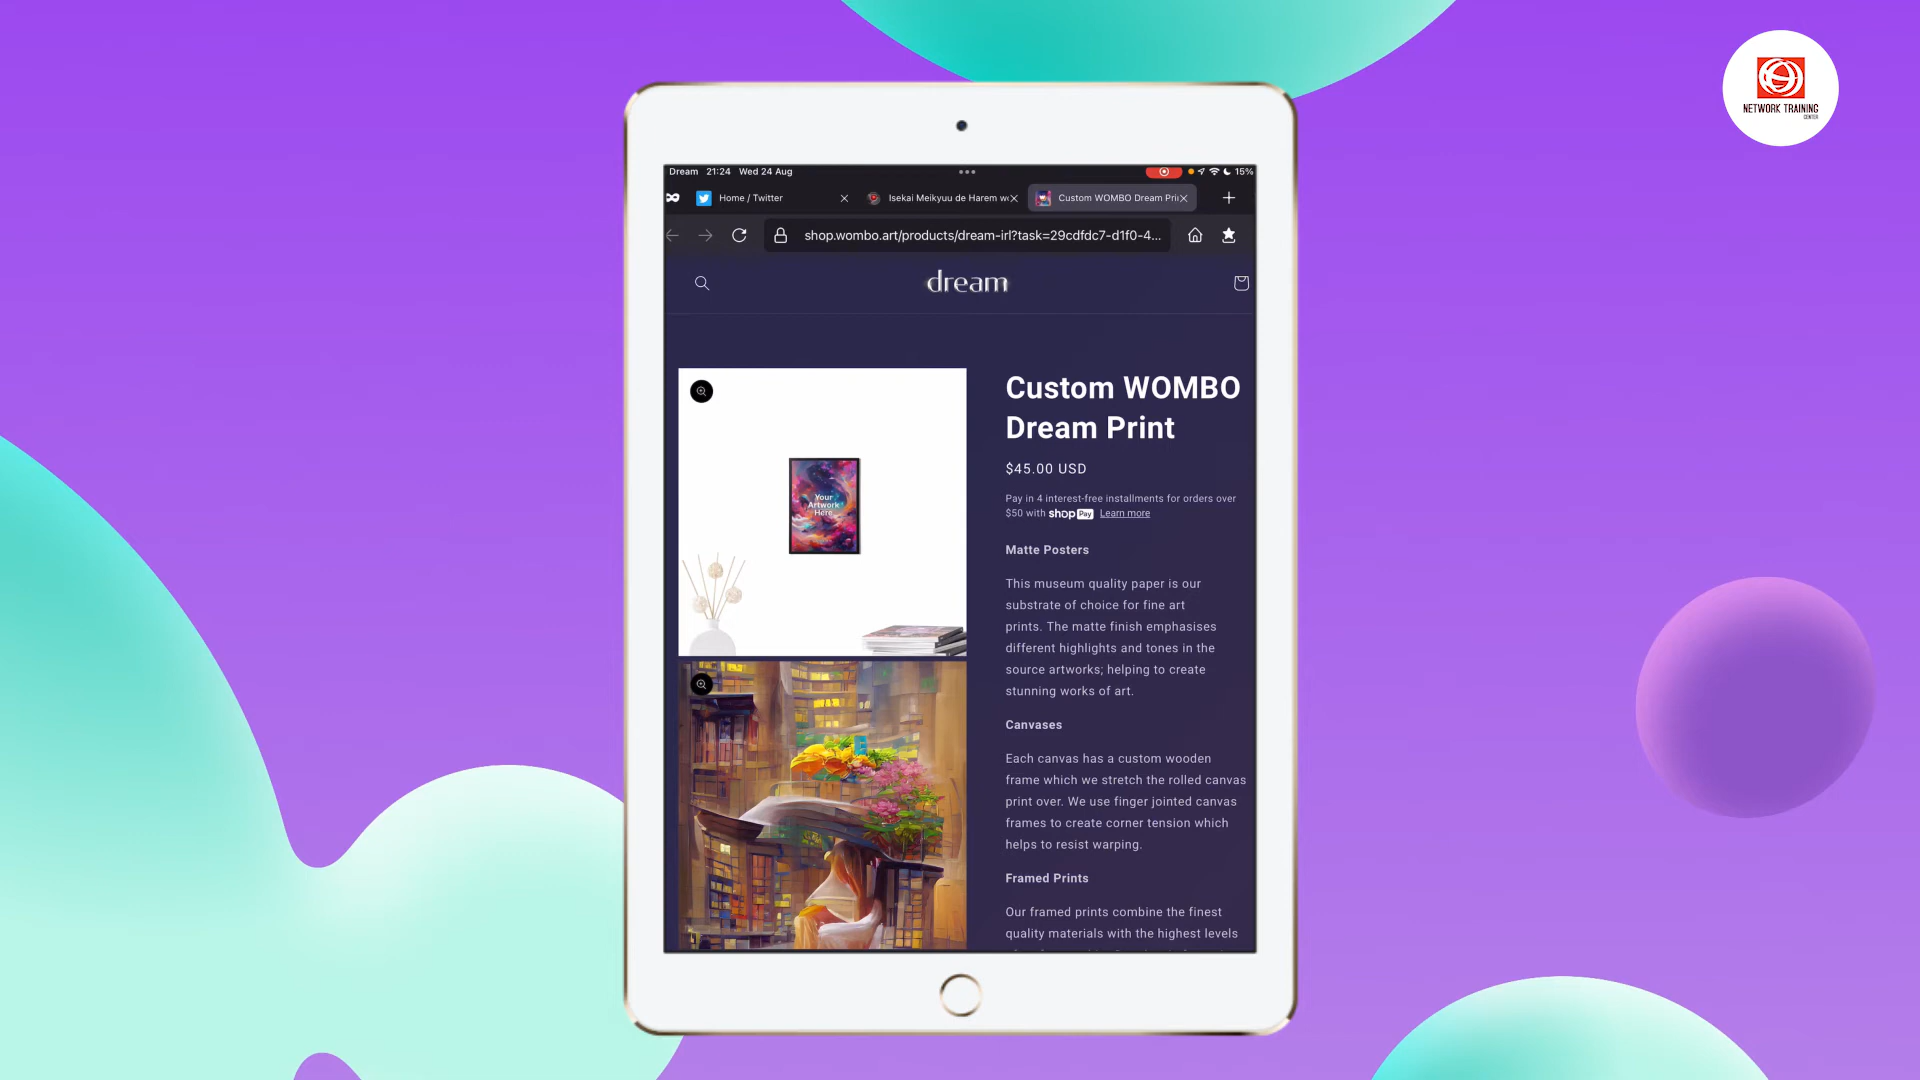 NETWORK TRAINING
CENTER
Dream 21:24 Wed 24 Aug
15%
Home / Twitter
Isekai Meikyuu de Harem w
Custom WOMBO Dream Pri
shop.wombo.art/products/dream-irl?task=29cdfdc7-d1f0-4...
dream
Your
Artwork
Here
Custom WOMBO
Dream Print
$45.00 USD
Pay in 4 interest-free installments for orders over
$50 with shop Pay Learn more
Matte Posters
This museum quality paper is our
substrate of choice for fine art
prints. The matte finish emphasises
different highlights and tones in the
source artworks; helping to create
stunning works of art.
Canvases
Each canvas has a custom wooden
frame which we stretch the rolled canvas
print over. We use finger jointed canvas
frames to create corner tension which
helps to resist warping.
Framed Prints
Our framed prints combine the finest
quality materials with the highest levels